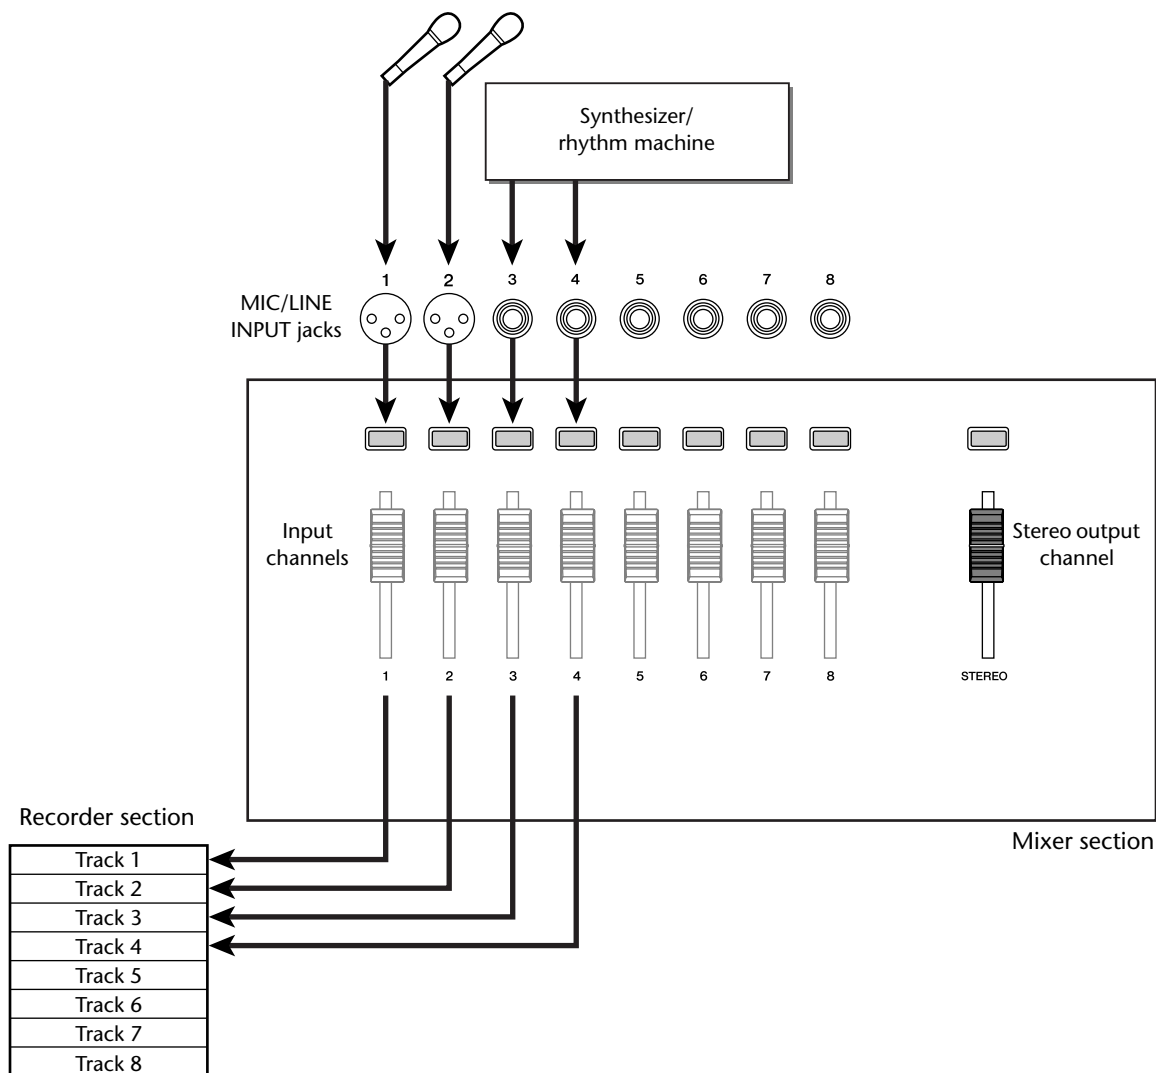 Synthesizer/
rhythm machine
1 2 3 4 5 6 7 8
MIC/LINE
INPUT jacks
Input
channels
Stereo output
channel
1 2 3 4 5 6 7 8 STEREO
Recorder section
Mixer section
Track 1
Track 2
Track 3
Track 4
Track 5
Track 6
Track 7
Track 8